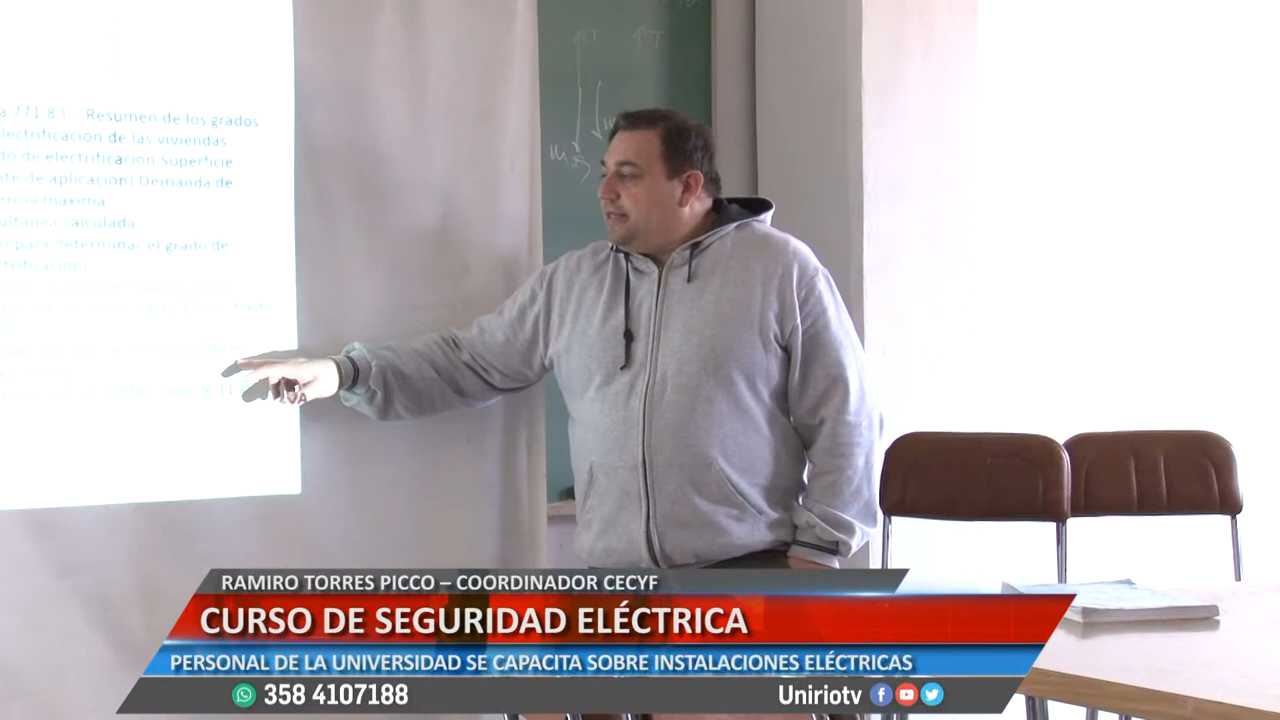 a 771.8.I – Resumen de los grados
lectrificación de las viviendas
do de electrificación Superficie
ite de aplicación) Demanda de
encia máxima
ultánea calculada
o para determinar el grado de
trificación)
RAMIRO TORRES PICCO – COORDINADOR CECYF
CURSO DE SEGURIDAD ELÉCTRICA
PERSONAL DE LA UNIVERSIDAD SE CAPACITA SOBRE INSTALACIONES ELÉCTRICAS
358 4107188
Uniriotv